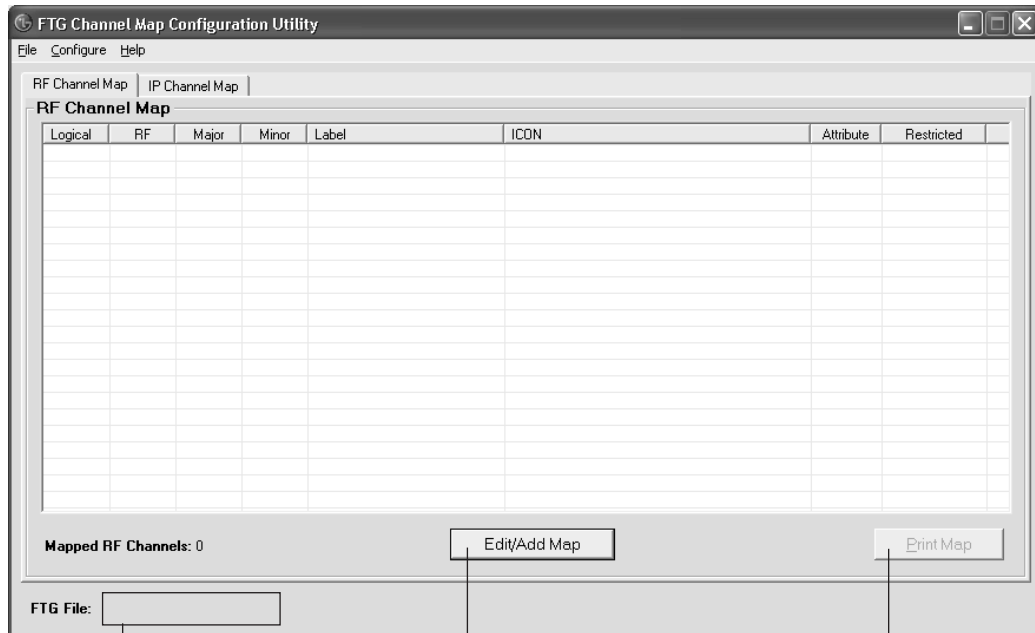 FTG Channel Map Configuration Utility
File Configure Help
RF Channel Map IP Channel Map
RF Channel Map
Logical RF Major Minor Label ICON Attribute Restricted
Mapped RF Channels: 0 Edit/Add Map Print Map
FTG File: